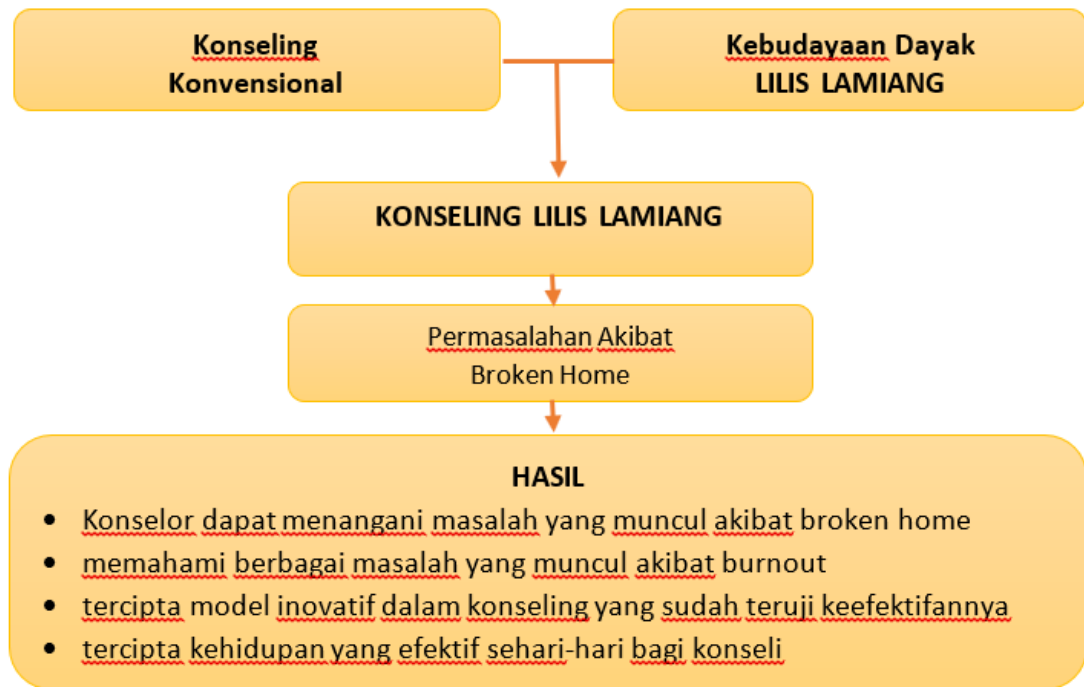 Konseling
Konvensional
Kebudayaan Dayak
LILIS LAMIANG
KONSELING LILIS LAMIANG
Permasalahan Akibat
Broken Home
HASIL
• Konselor dapat menangani masalah yang muncul akibat broken home
• memahami berbagai masalah yang muncul akibat burnout
• tercipta model inovatif dalam konseling yang sudah teruji keefektifannya
• tercipta kehidupan yang efektif sehari-hari bagi konseli